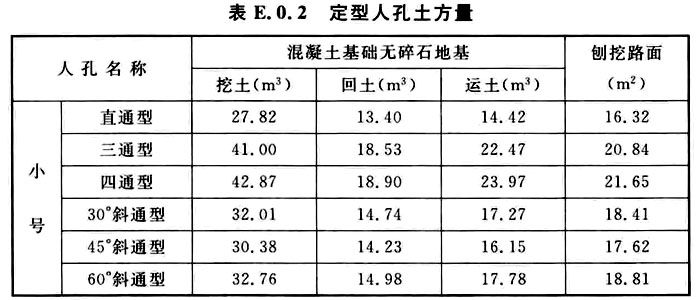 表 E.0.2 定型人孔土方量
人孔名称 混凝土基础无碎石地基 刨挖路面(m²)
挖土(m³) 回土(m³) 运土(m³)
小号
直通型 27.82 13.40 14.42 16.32
三通型 41.00 18.53 22.47 20.84
四通型 42.87 18.90 23.97 21.65
30°斜通型 32.01 14.74 17.27 18.41
45°斜通型 30.38 14.23 16.15 17.62
60°斜通型 32.76 14.98 17.78 18.81